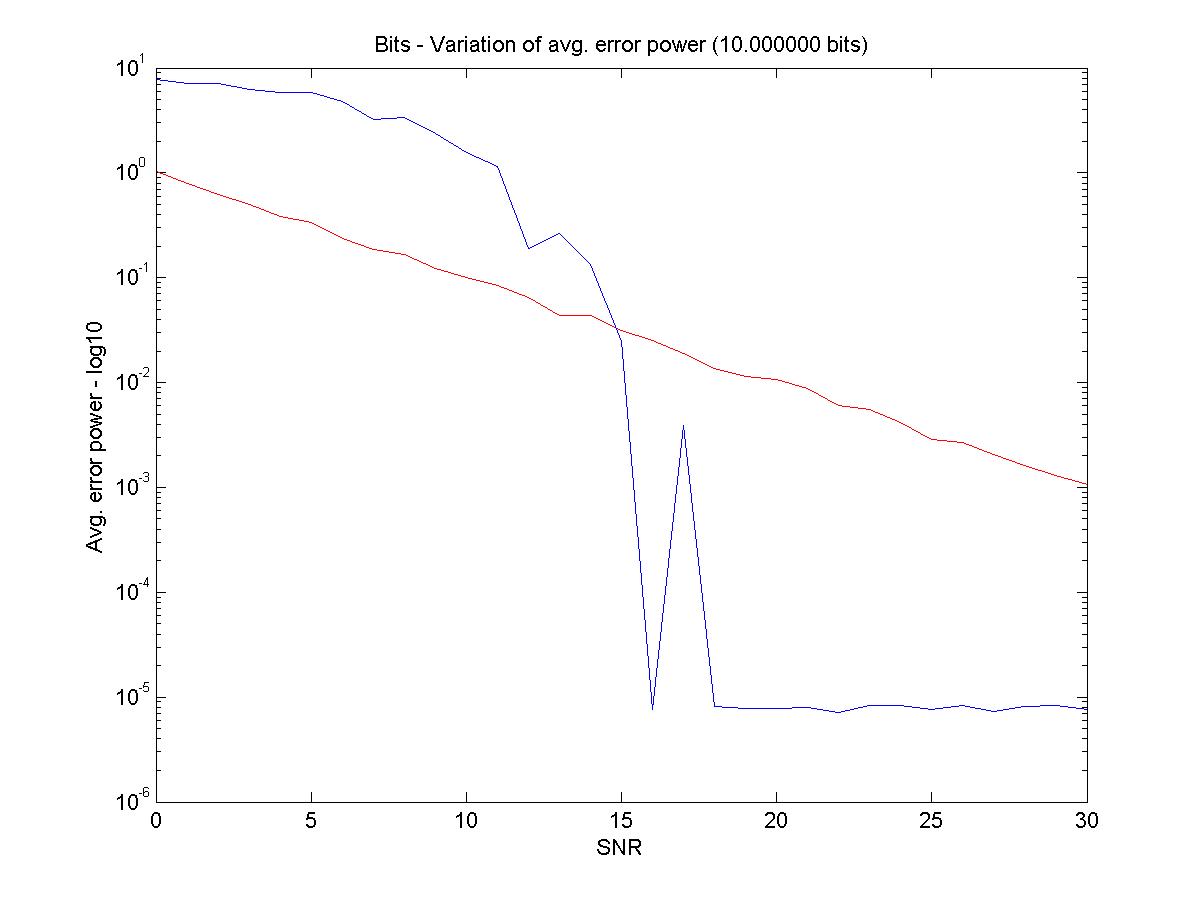 Bits - Variation of avg. error power (10.000000 bits)
10^1
10^0
10^-1
10^-2
10^-3
10^-4
10^-5
10^-6
Avg. error power - log10
0 5 10 15 20 25 30
SNR